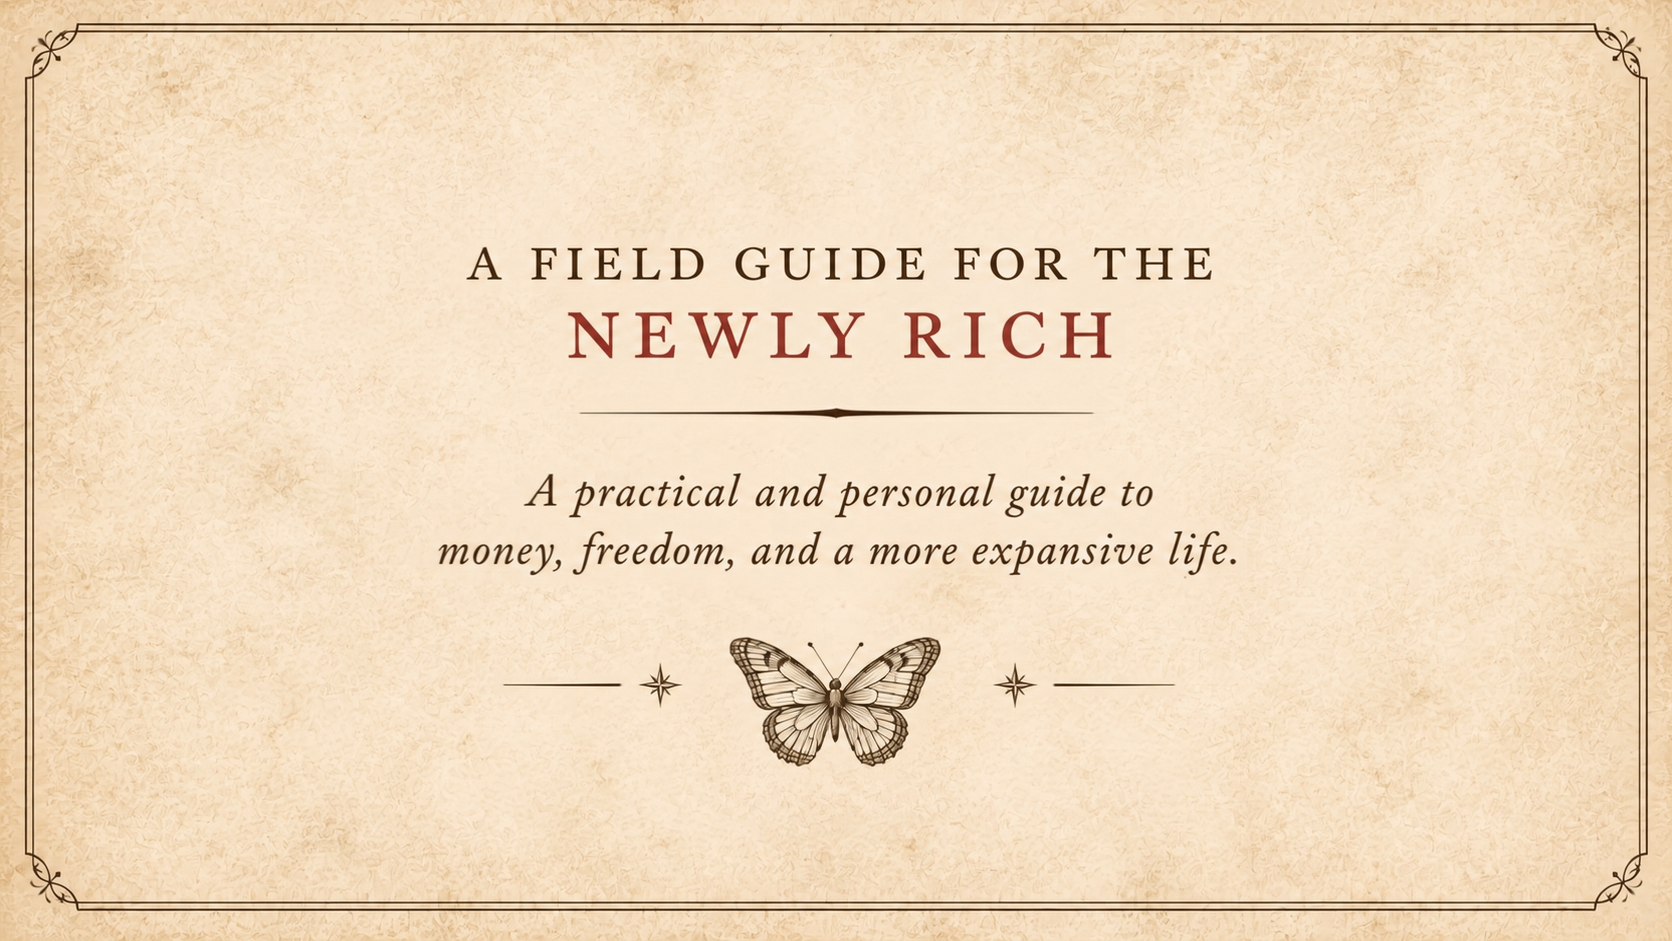 A FIELD GUIDE FOR THE
NEWLY RICH
A practical and personal guide to
money, freedom, and a more expansive life.